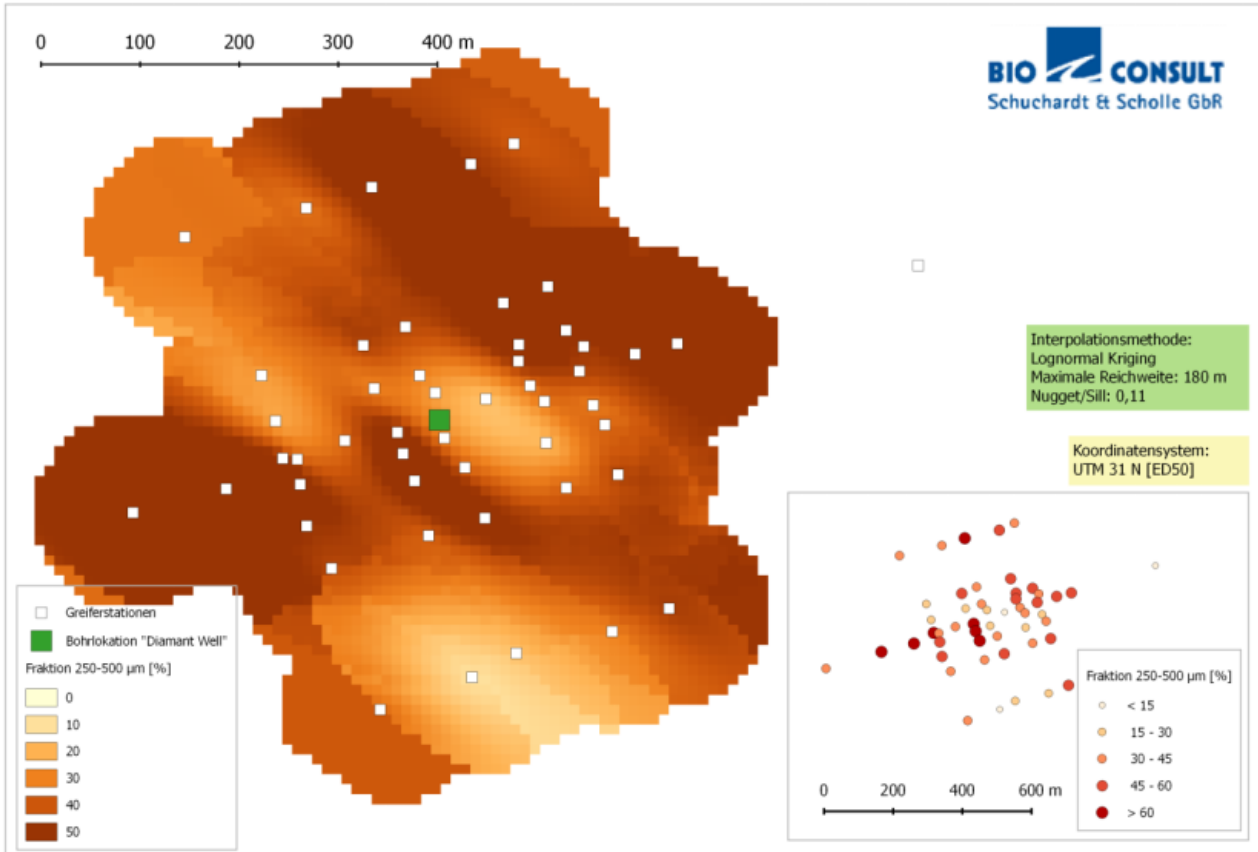 0 100 200 300 400 m
BIO CONSULT
Schuchardt & Scholle GbR
Interpolationsmethode:
Lognormal Kriging
Maximale Reichweite: 180 m
Nugget/Sill: 0,11
Koordinatensystem:
UTM 31 N [ED50]
Greiferstationen
Bohrlokation "Diamant Well"
Fraktion 250-500 µm [%]
0
10
20
30
40
50
Fraktion 250-500 µm [%]
< 15
15 - 30
30 - 45
45 - 60
> 60
0 200 400 600 m